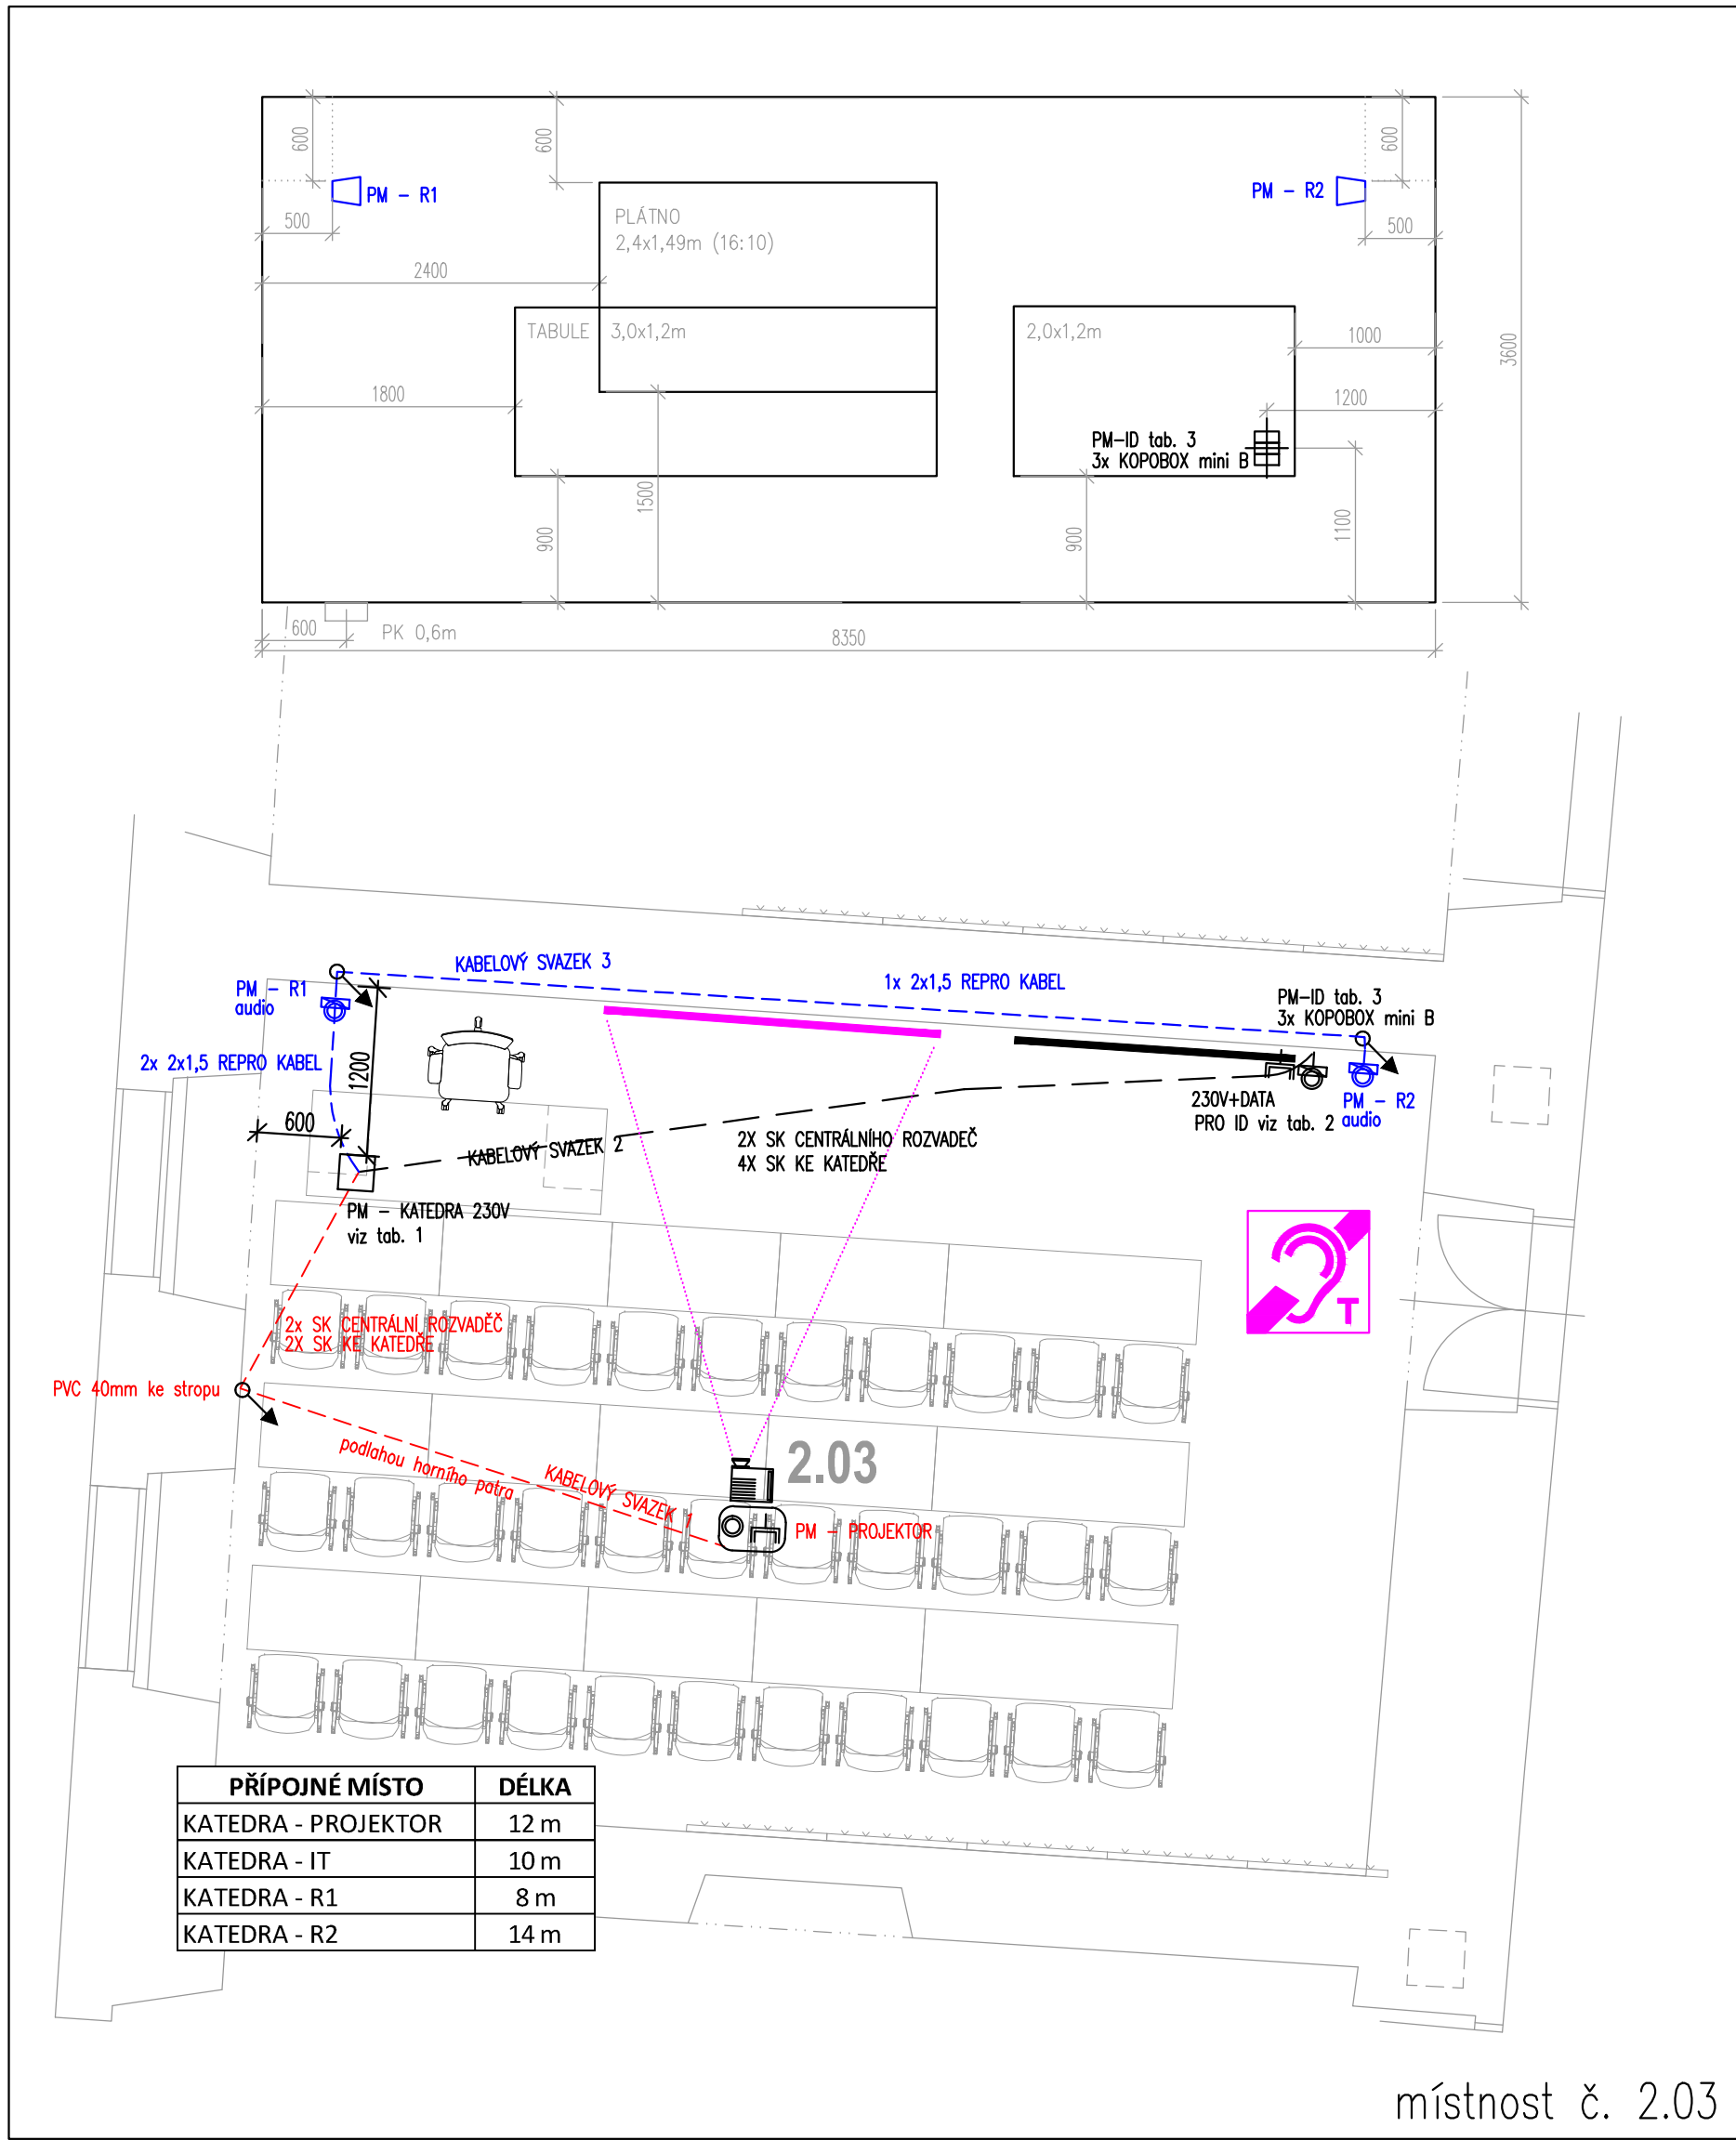 600
600
600
PM - R1
PM - R2
500
500
PLÁTNO
2,4x1,49m (16:10)
2400
TABULE 3,0x1,2m
2,0x1,2m
1000
3600
1800
1200
PM-ID tab. 3
3x KOPOBOX mini B
1500
900
900
1100
600
PK 0,6m
8350
KABELOVÝ SVAZEK 3
1x 2x1,5 REPRO KABEL
PM - R1
audio
PM-ID tab. 3
3x KOPOBOX mini B
2x 2x1,5 REPRO KABEL
1200
600
230V+DATA
PRO ID viz tab. 2
PM - R2
audio
KABELOVÝ SVAZEK 2
2X SK CENTRÁLNÍHO ROZVADEČ
4X SK KE KATEDŘE
PM - KATEDRA 230V
viz tab. 1
T
2x SK CENTRÁLNÍ ROZVADĚČ
2X SK KE KATEDŘE
PVC 40mm ke stropu
podlahou horního patra
KABELOVÝ SVAZEK 1
2.03
PM - PROJEKTOR
PŘÍPOJNÉ MÍSTO DÉLKA
KATEDRA - PROJEKTOR 12 m
KATEDRA - IT 10 m
KATEDRA - R1 8 m
KATEDRA - R2 14 m
místnost č. 2.03